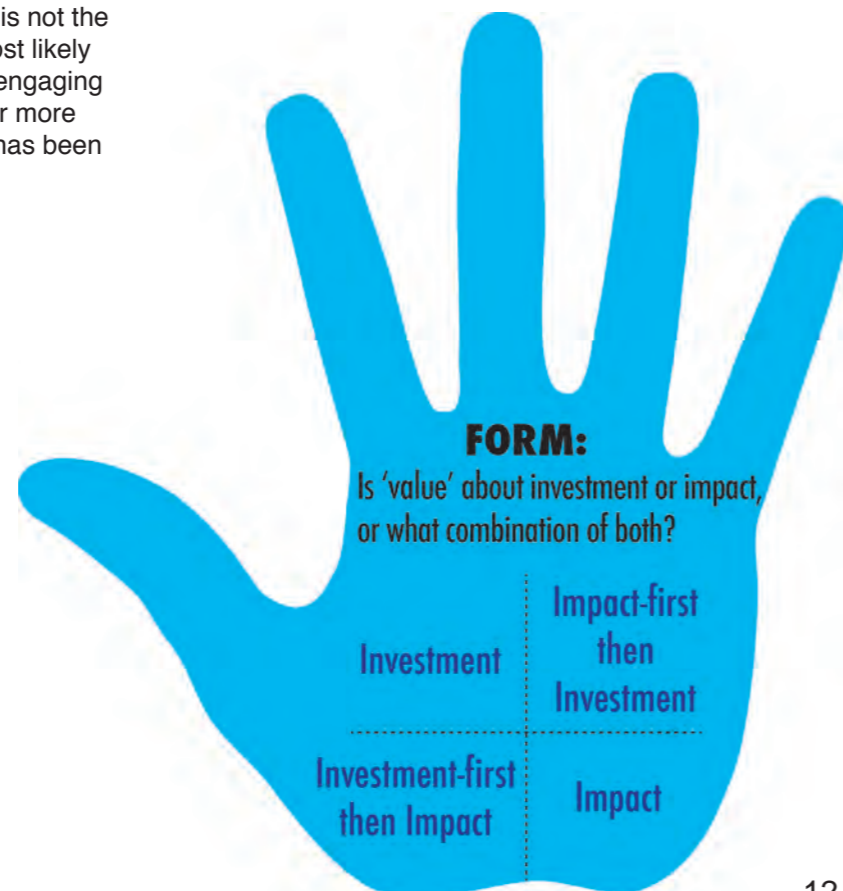 is not the
ost likely
engaging
r more
has been
FORM:
Is ‘value’ about investment or impact,
or what combination of both?
Investment
Impact-first
then
Investment
Investment-first
then Impact
Impact
12